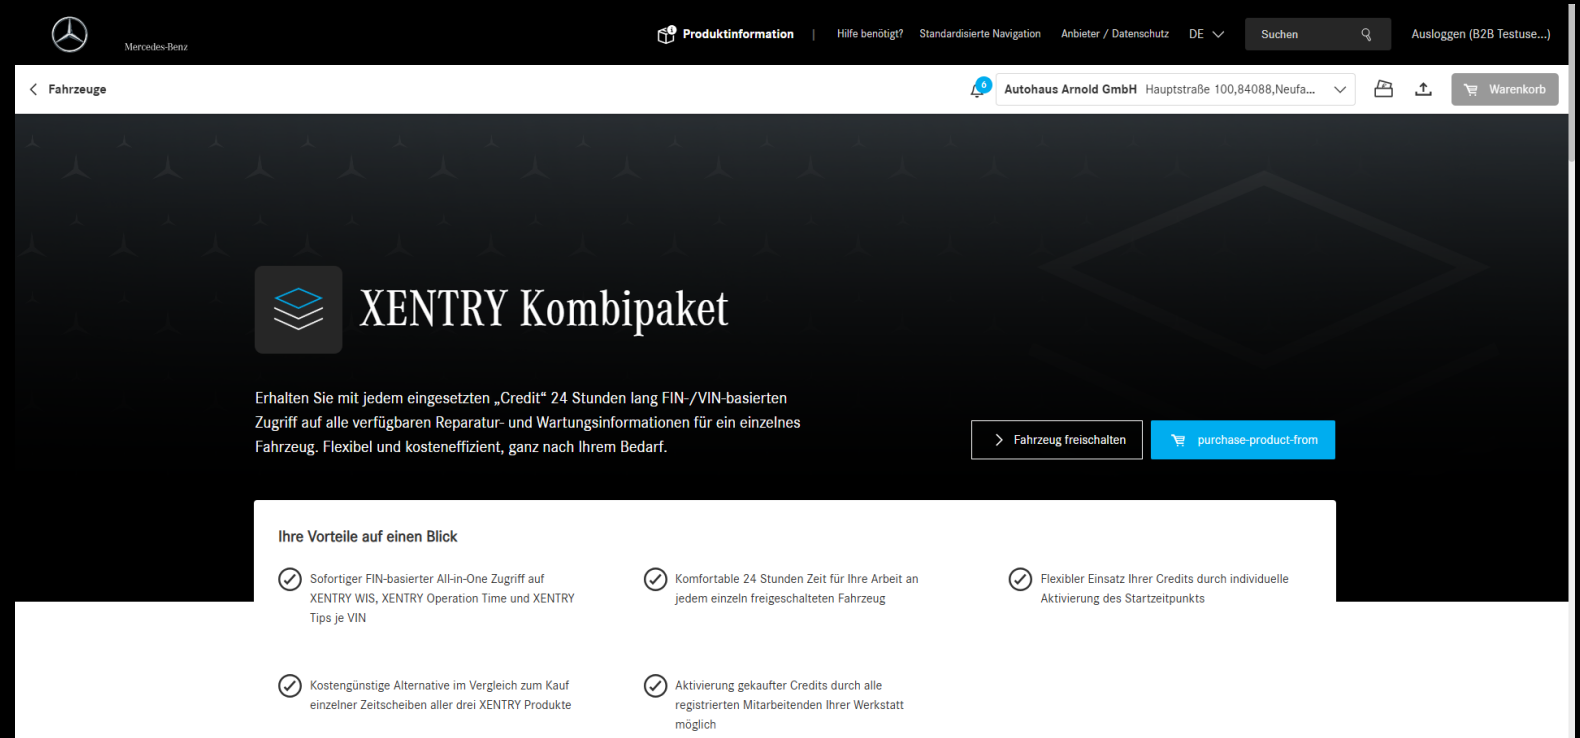 Mercedes-Benz
1
Produktinformation | Hilfe benötigt? Standardisierte Navigation Anbieter / Datenschutz DE Suchen Ausloggen (B2B Testuse...)
Fahrzeuge
6
Autohaus Arnold GmbH Hauptstraße 100,84088,Neufa... Warenkorb
XENTRY Kombipaket
Erhalten Sie mit jedem eingesetzten „Credit“ 24 Stunden lang FIN-/VIN-basierten
Zugriff auf alle verfügbaren Reparatur- und Wartungsinformationen für ein einzelnes
Fahrzeug. Flexibel und kosteneffizient, ganz nach Ihrem Bedarf.
Fahrzeug freischalten
purchase-product-from
Ihre Vorteile auf einen Blick
Sofortiger FIN-basierter All-in-One Zugriff auf
XENTRY WIS, XENTRY Operation Time und XENTRY
Tips je VIN
Komfortable 24 Stunden Zeit für Ihre Arbeit an
jedem einzeln freigeschalteten Fahrzeug
Flexibler Einsatz Ihrer Credits durch individuelle
Aktivierung des Startzeitpunkts
Kostengünstige Alternative im Vergleich zum Kauf
einzelner Zeitscheiben aller drei XENTRY Produkte
Aktivierung gekaufter Credits durch alle
registrierten Mitarbeitenden Ihrer Werkstatt
möglich